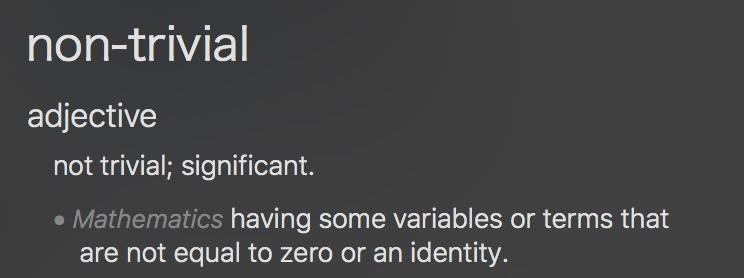 non-trivial
adjective
not trivial; significant.
• Mathematics having some variables or terms that
are not equal to zero or an identity.